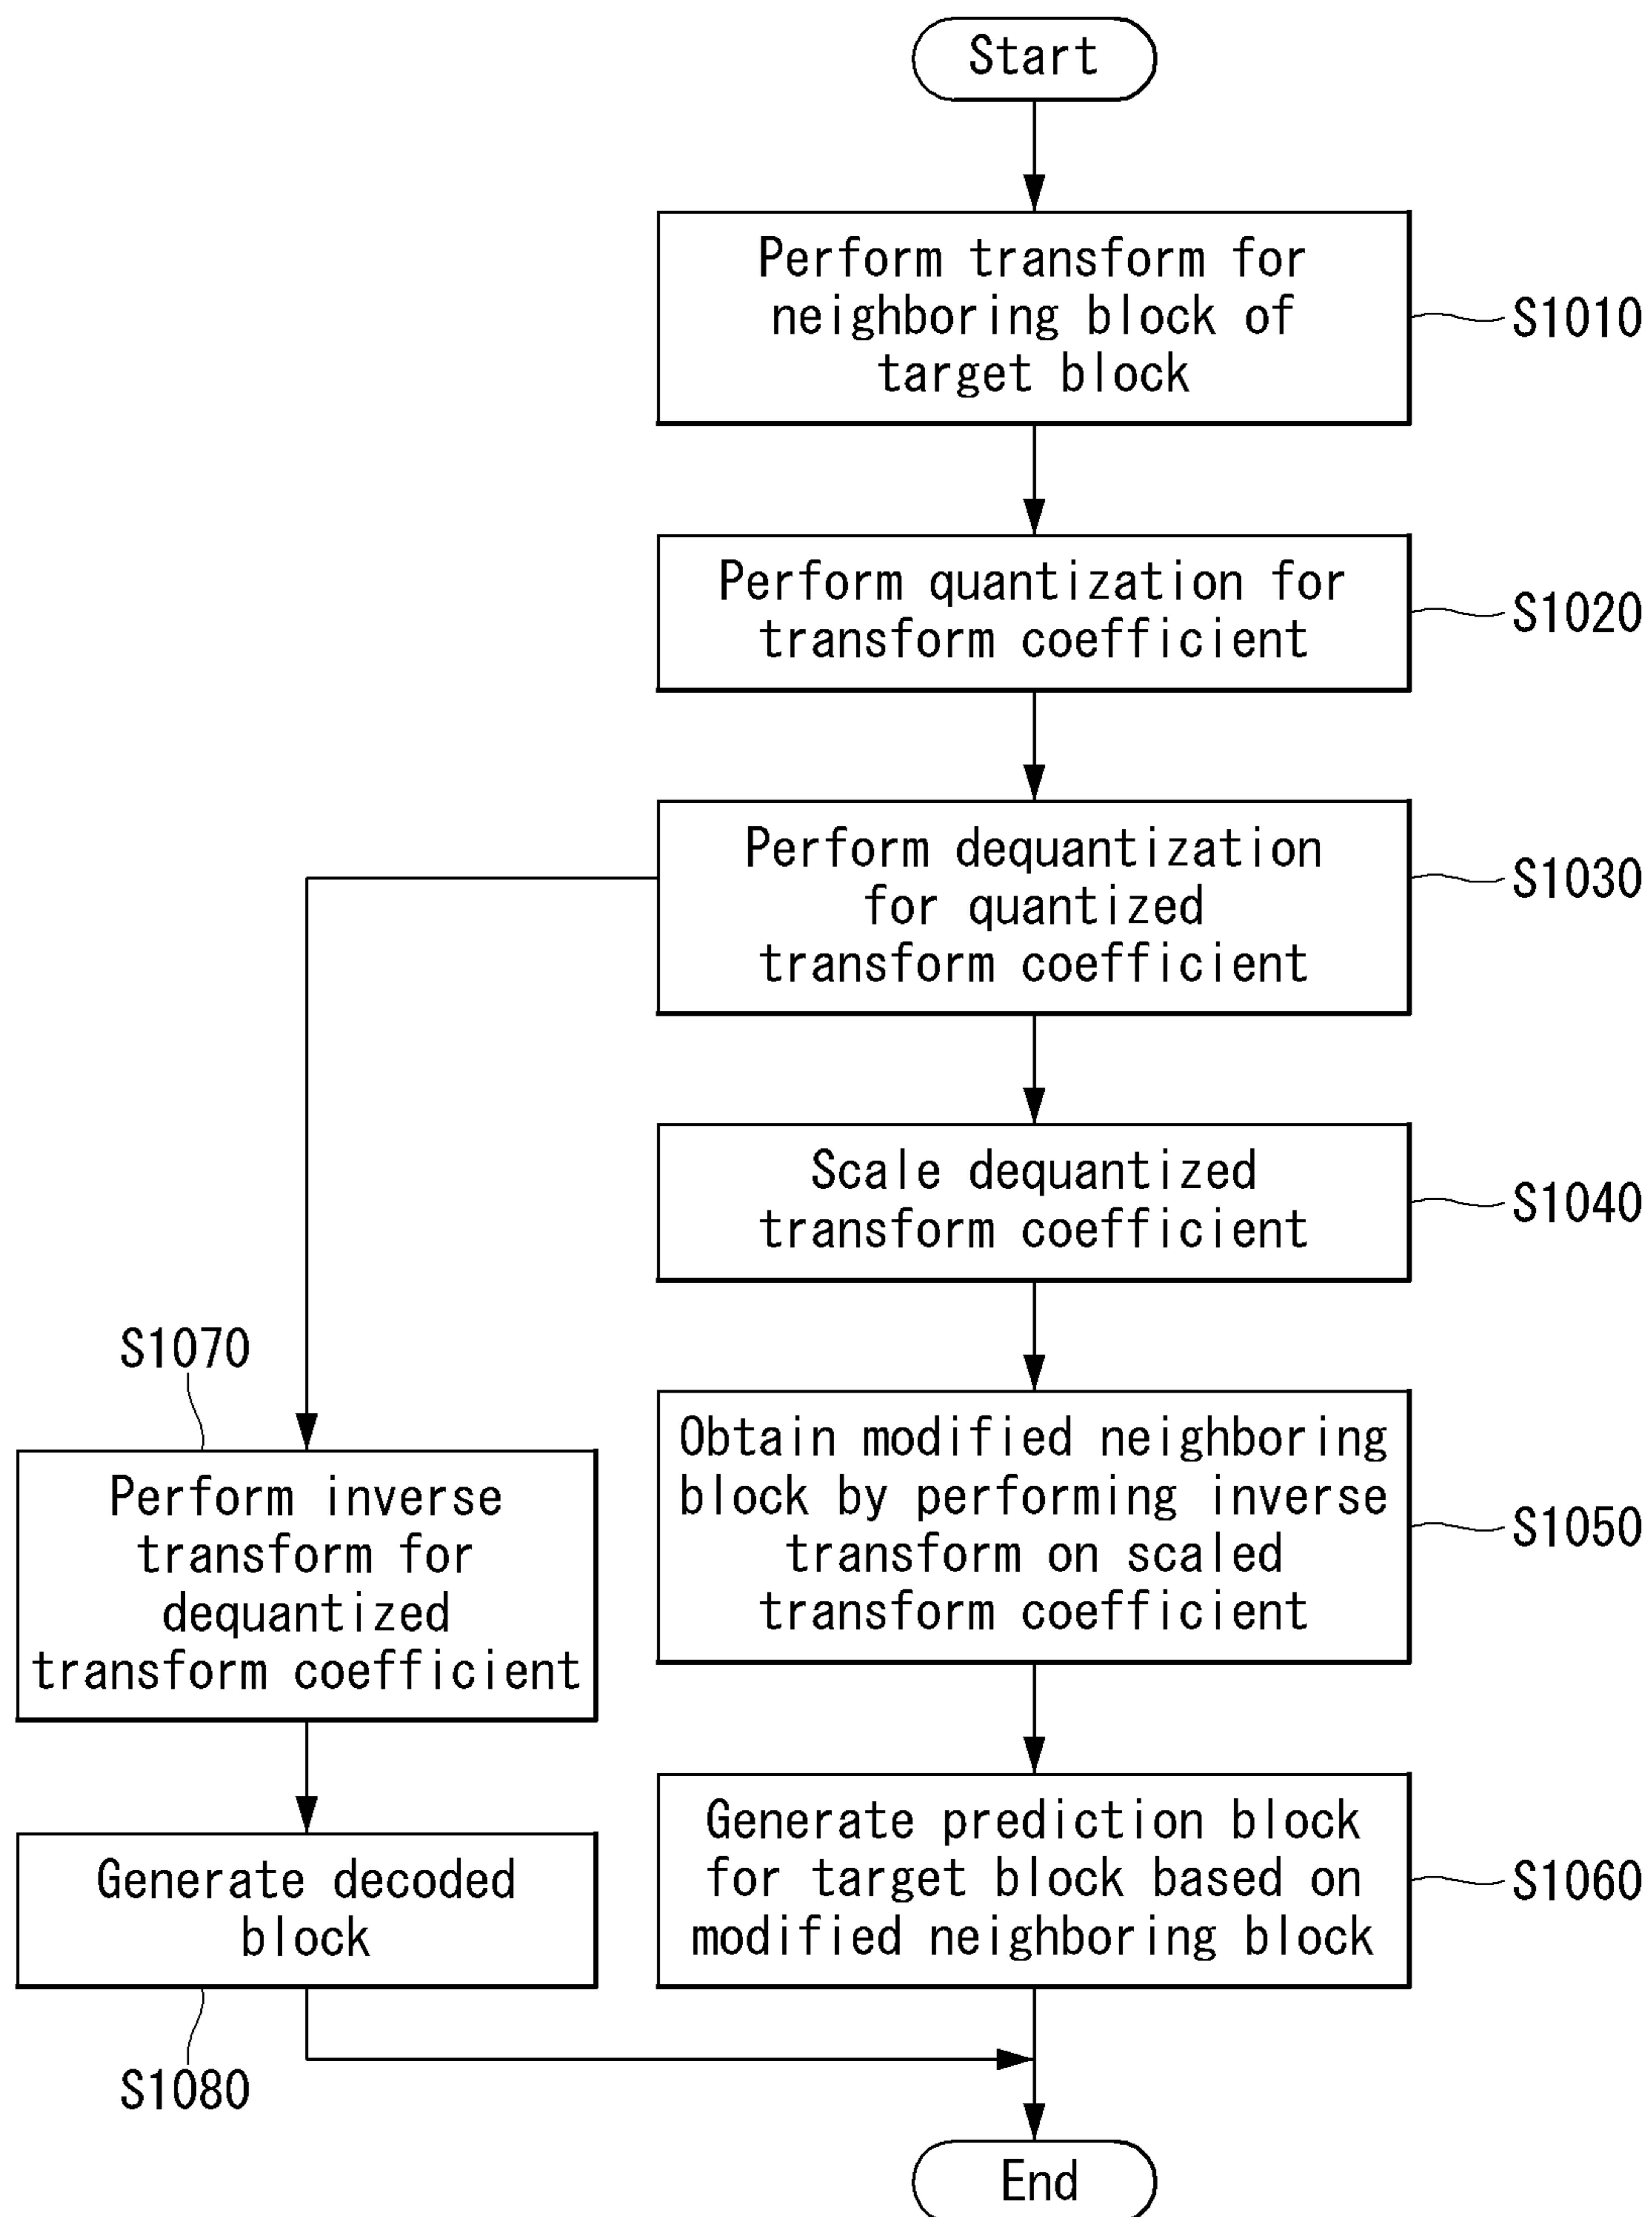 Start
Perform transform for
neighboring block of
target block
S1010
Perform quantization for
transform coefficient
S1020
Perform dequantization
for quantized
transform coefficient
S1030
Scale dequantized
transform coefficient
S1040
S1070
Perform inverse
transform for
dequantized
transform coefficient
Obtain modified neighboring
block by performing inverse
transform on scaled
transform coefficient
S1050
Generate decoded
block
S1080
Generate prediction block
for target block based on
modified neighboring block
S1060
End